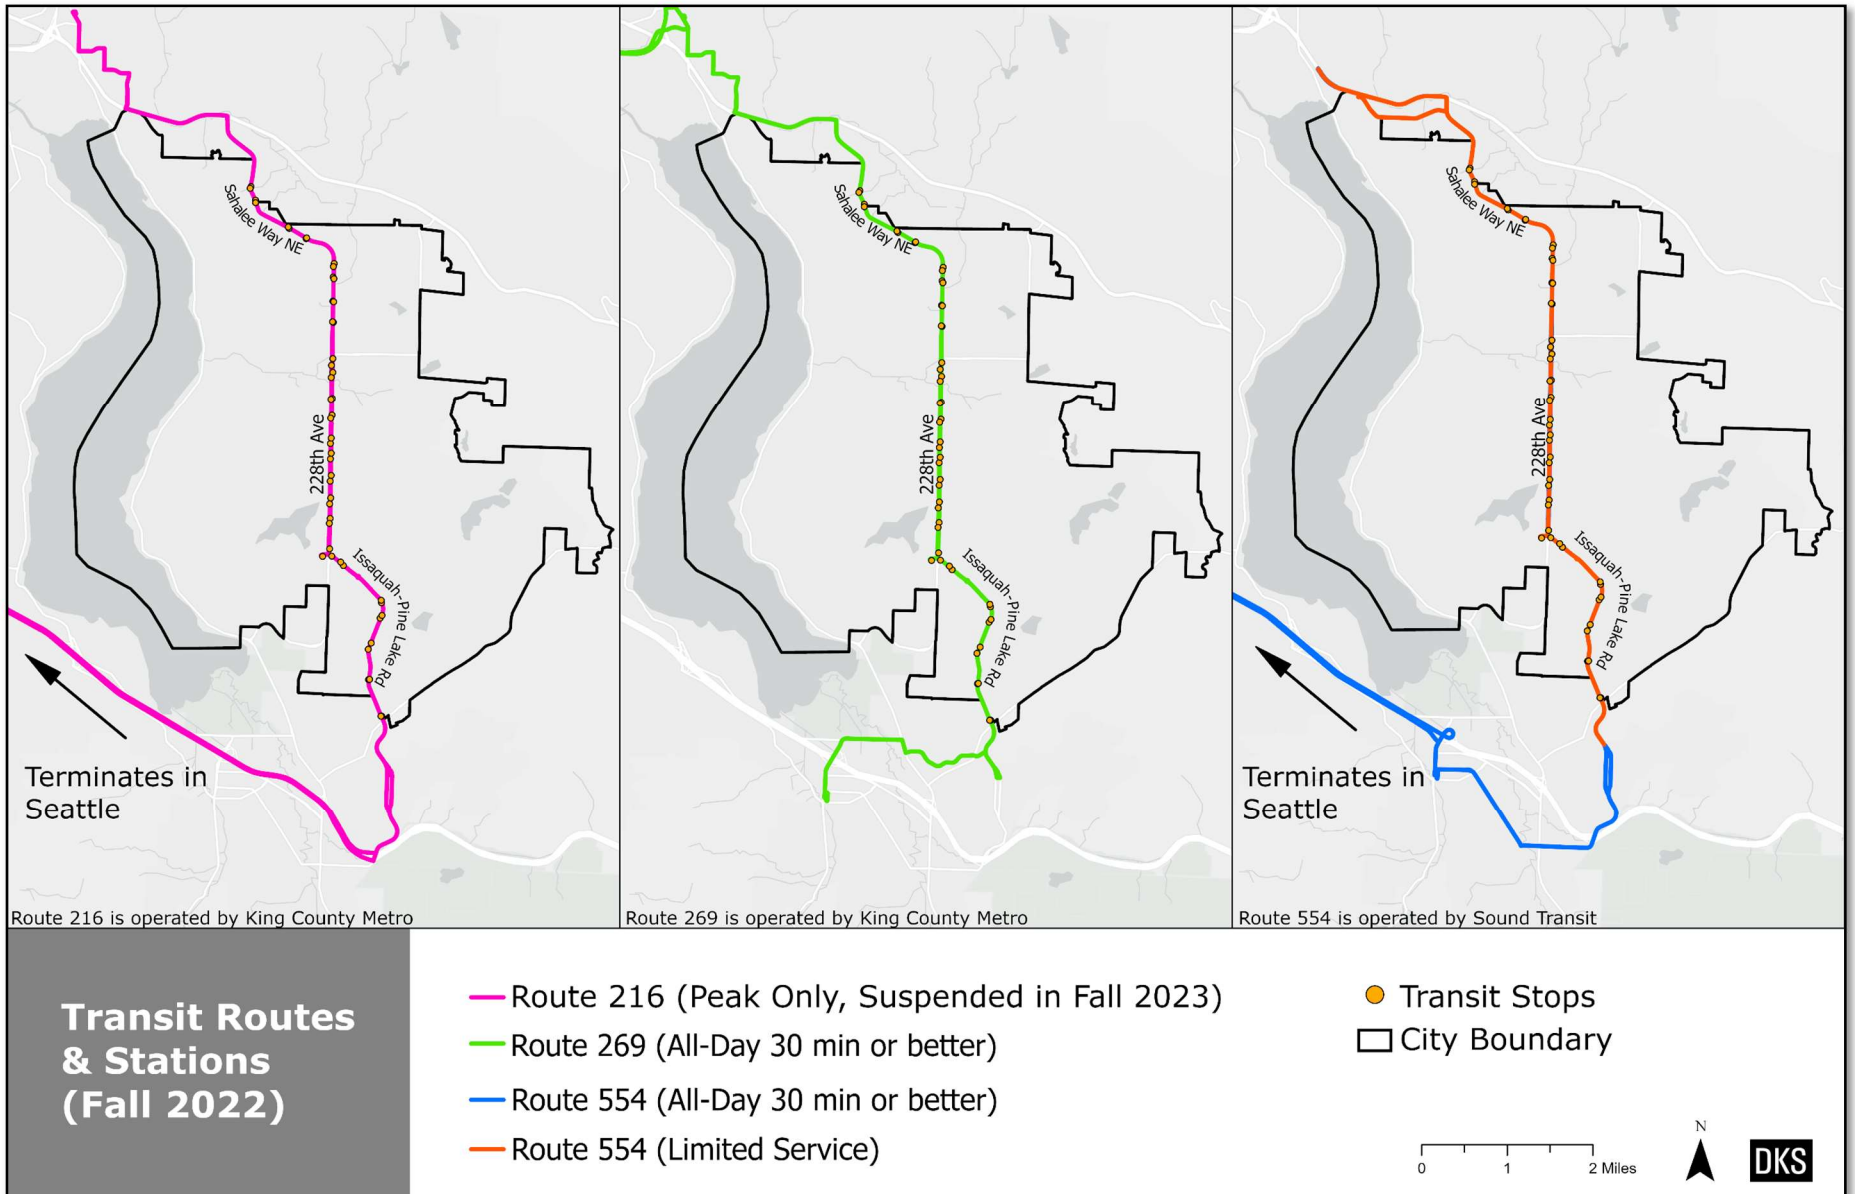 Sahalee Way NE
228th Ave
Issaquah-Pine Lake Rd
Terminates in
Seattle
Route 216 is operated by King County Metro
Sahalee Way NE
228th Ave
Issaquah-Pine Lake Rd
Route 269 is operated by King County Metro
Sahalee Way NE
228th Ave
Issaquah-Pine Lake Rd
Terminates in
Seattle
Route 554 is operated by Sound Transit
Transit Routes
& Stations
(Fall 2022)
Route 216 (Peak Only, Suspended in Fall 2023)
Route 269 (All-Day 30 min or better)
Route 554 (All-Day 30 min or better)
Route 554 (Limited Service)
Transit Stops
City Boundary
0 1 2 Miles
N
DKS